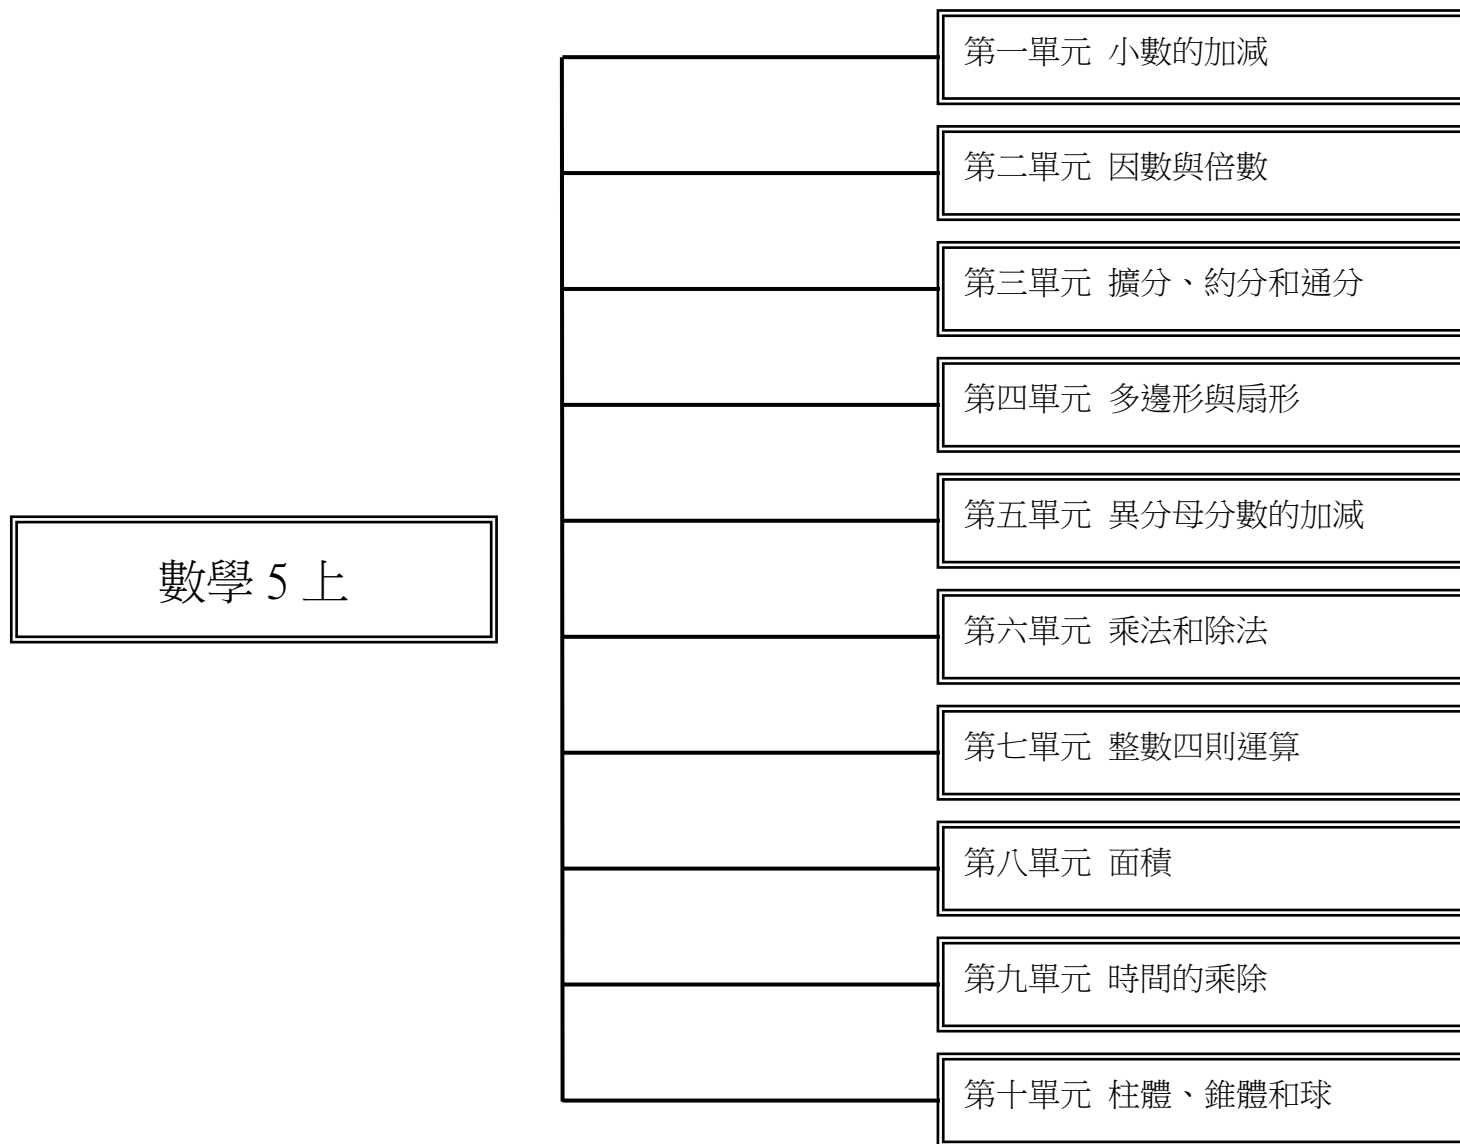 第一單元 小數的加減
第二單元 因數與倍數
第三單元 擴分、約分和通分
第四單元 多邊形與扇形
第五單元 異分母分數的加減
數學 5 上
第六單元 乘法和除法
第七單元 整數四則運算
第八單元 面積
第九單元 時間的乘除
第十單元 柱體、錐體和球